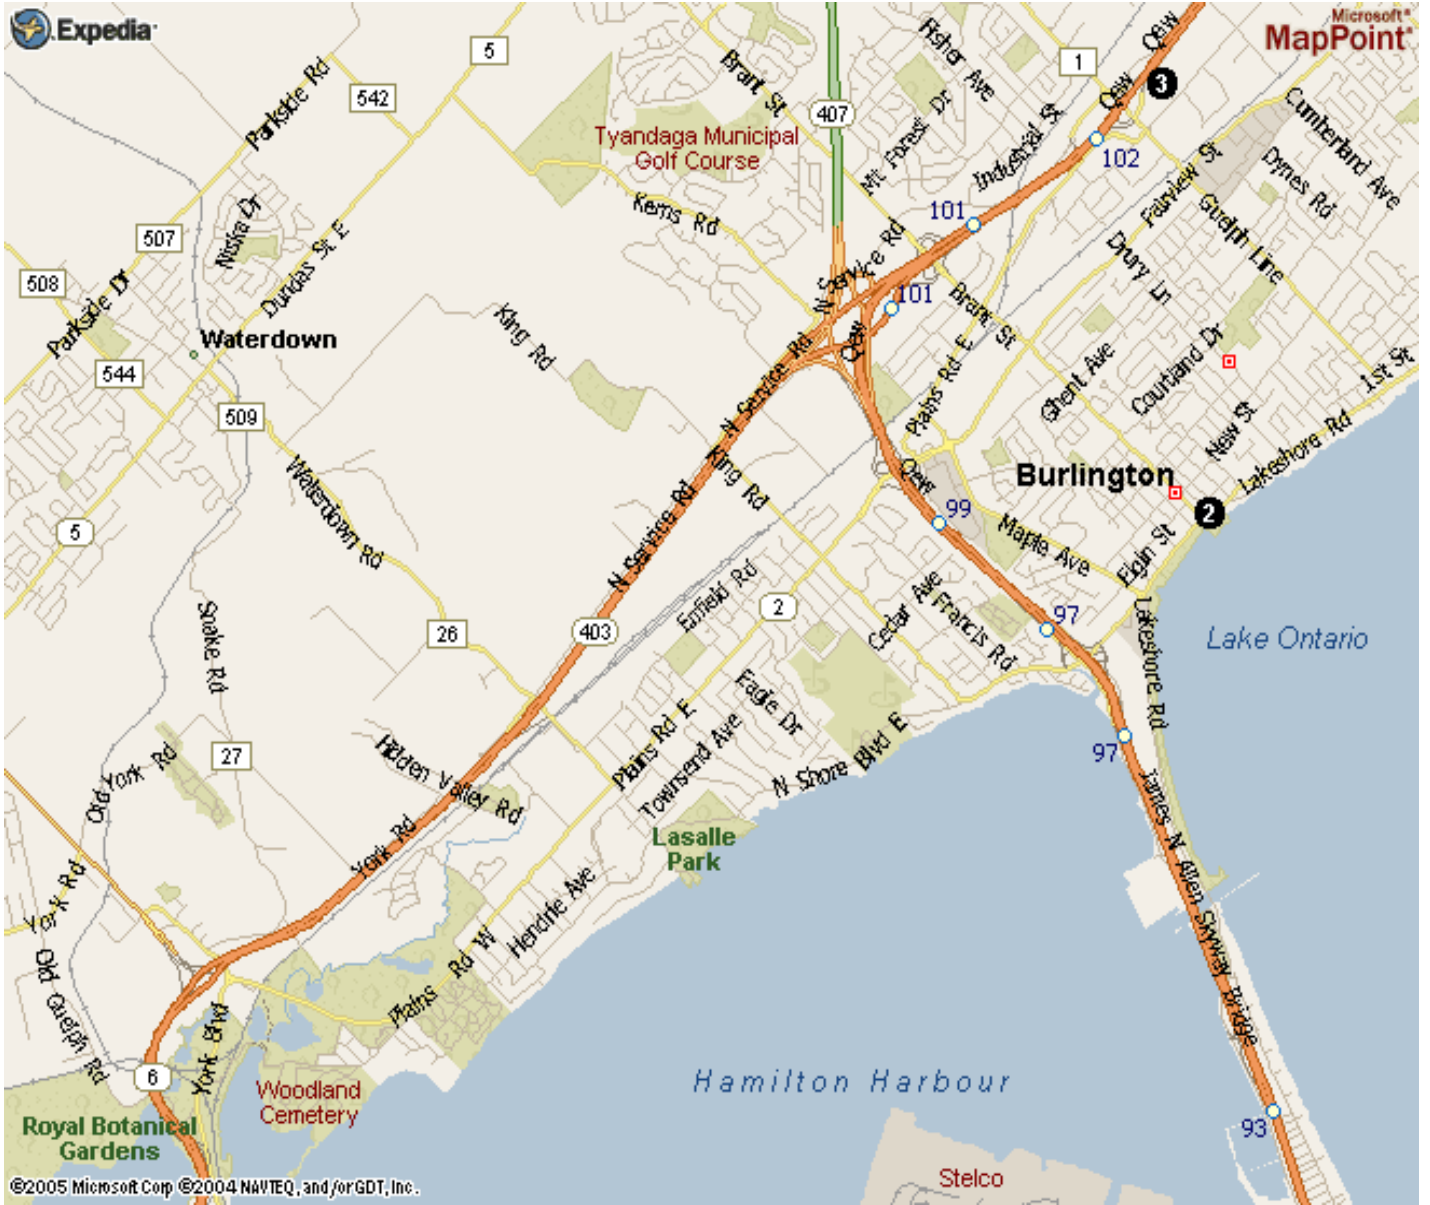 Expedia
Microsoft
MapPoint
5
1
Qew
Fisher Ave
Brant St
Parkside Rd
542
407
Qew
3
Cumberland Ave
Tyandaga Municipal
Golf Course
Mt Forest Dr
Industrial St
102
Fairview St
Dynes Rd
Kerns Rd
101
Guelph Line
Niska Dr
507
Dundas St E
N Service Rd
Drury Ln
508
Parkside Dr
101
Brant St
King Rd
Waterdown
Qew
544
N Service Rd
Plains Rd E
Ghent Ave
Courtland Dr
1st St
509
New St
Lakeshore Rd
King Rd
Waterdown Rd
Burlington
Qew
99
2
5
N Service Rd
Maple Ave
Elgin St
Enfield Rd
Cedar Ave
Francis Rd
Snake Rd
26
403
2
97
Lake Ontario
Lakeshore Rd
Eagle Dr
Plains Rd E
Townsend Ave
27
Old York Rd
Hidden Valley Rd
N Shore Blvd E
97
York Rd
Lasalle
Park
James N Allen Skyway Bridge
York Rd
Hendrie Ave
Plains Rd W
Old Guelph Rd
York Blvd
6
Hamilton Harbour
Woodland
Cemetery
93
Royal Botanical
Gardens
Stelco
©2005 Microsoft Corp ©2004 NAVTEQ, and/or GDT, Inc.